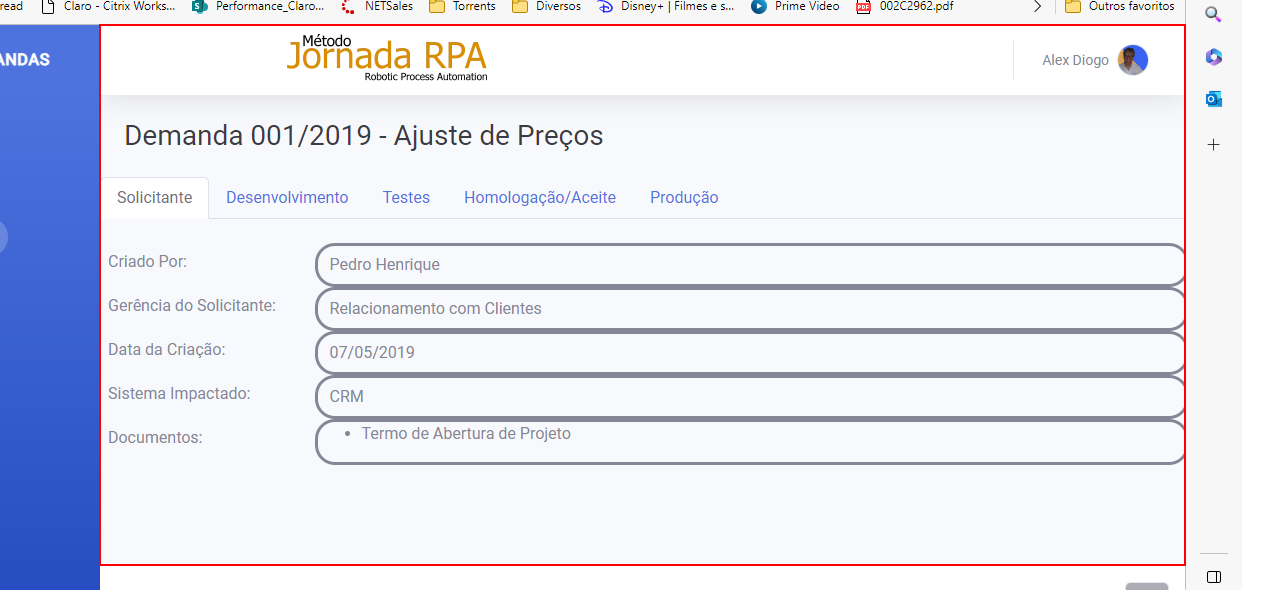 read Claro - Citrix Works... Performance_Claro... NETSales Torrents Diversos Disney+ | Filmes e s... Prime Video 002C2962.pdf Outros favoritos
ANDAS
Método
Jornada RPA
Robotic Process Automation
Alex Diogo
Demanda 001/2019 - Ajuste de Preços
Solicitante Desenvolvimento Testes Homologação/Aceite Produção
Criado Por: Pedro Henrique
Gerência do Solicitante: Relacionamento com Clientes
Data da Criação: 07/05/2019
Sistema Impactado: CRM
Documentos: • Termo de Abertura de Projeto